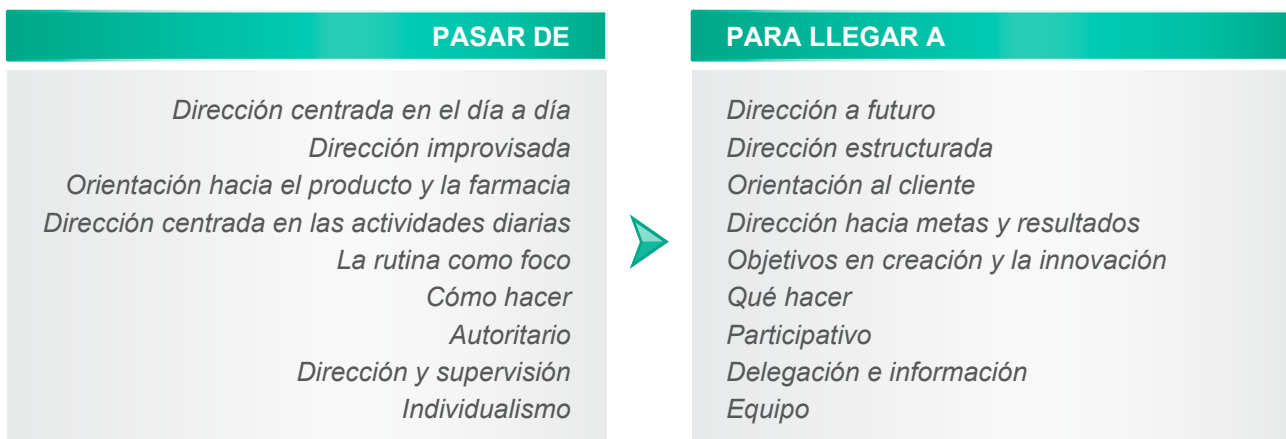 PASAR DE
Dirección centrada en el día a día
Dirección improvisada
Orientación hacia el producto y la farmacia
Dirección centrada en las actividades diarias
La rutina como foco
Cómo hacer
Autoritario
Dirección y supervisión
Individualismo
PARA LLEGAR A
Dirección a futuro
Dirección estructurada
Orientación al cliente
Dirección hacia metas y resultados
Objetivos en creación y la innovación
Qué hacer
Participativo
Delegación e información
Equipo